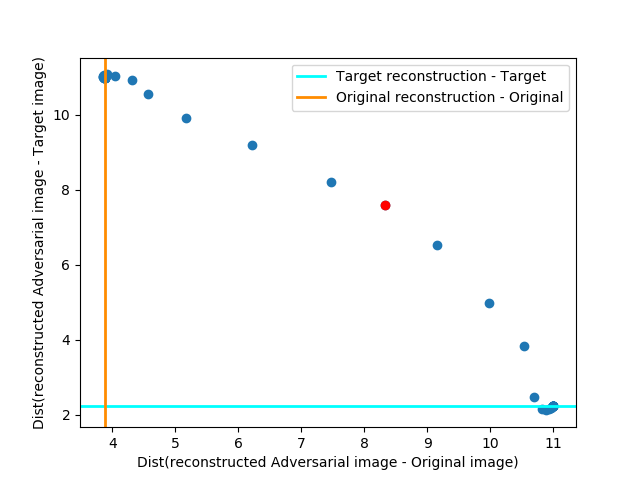 Target reconstruction - Target
Original reconstruction - Original
Dist(reconstructed Adversarial image - Target image)
10
8
6
4
2
4 5 6 7 8 9 10 11
Dist(reconstructed Adversarial image - Original image)